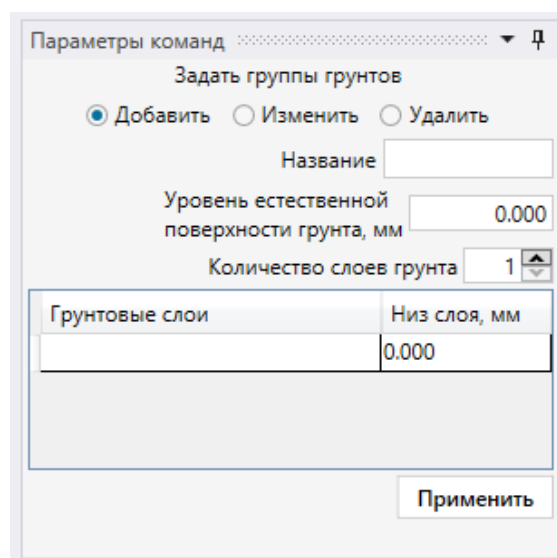 Параметры команд
Задать группы грунтов
Добавить Изменить Удалить
Название
Уровень естественной
поверхности грунта, мм
0.000
Количество слоев грунта 1
Грунтовые слои Низ слоя, мм
0.000
Применить